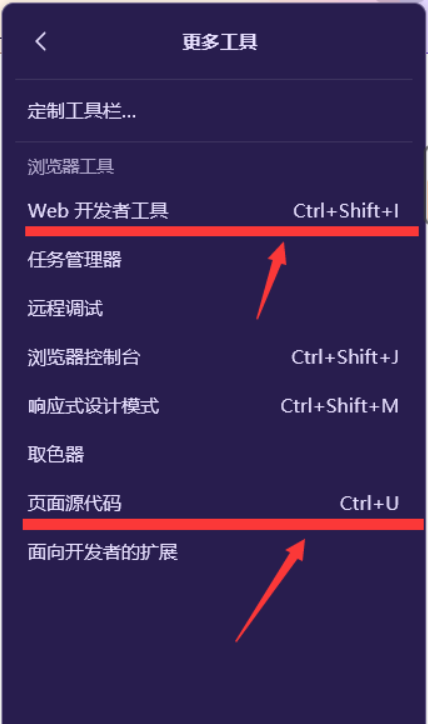 更多工具
定制工具栏...
浏览器工具
Web 开发者工具 Ctrl+Shift+I
任务管理器
远程调试
浏览器控制台 Ctrl+Shift+J
响应式设计模式 Ctrl+Shift+M
取色器
页面源代码 Ctrl+U
面向开发者的扩展